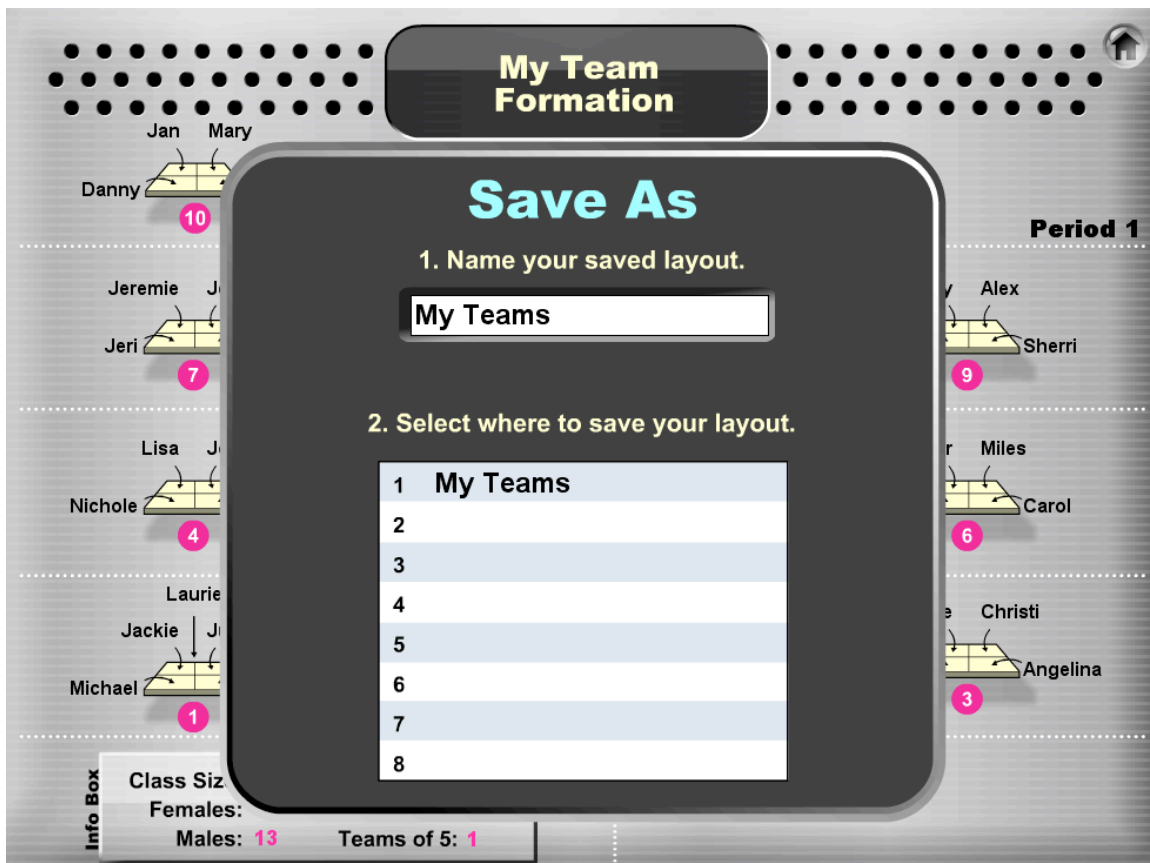 My Team
Formation
Jan Mary
Danny
10
Period 1
Save As
1. Name your saved layout.
My Teams
Jeremie
Alex
Jeri
Sherri
7
9
2. Select where to save your layout.
1 My Teams
2
3
4
5
6
7
8
Lisa
Miles
Nichole
Carol
4
6
Laurie
Jackie
Christi
Michael
Angelina
1
3
Info Box
Class Siz
Females:
Males: 13 Teams of 5: 1